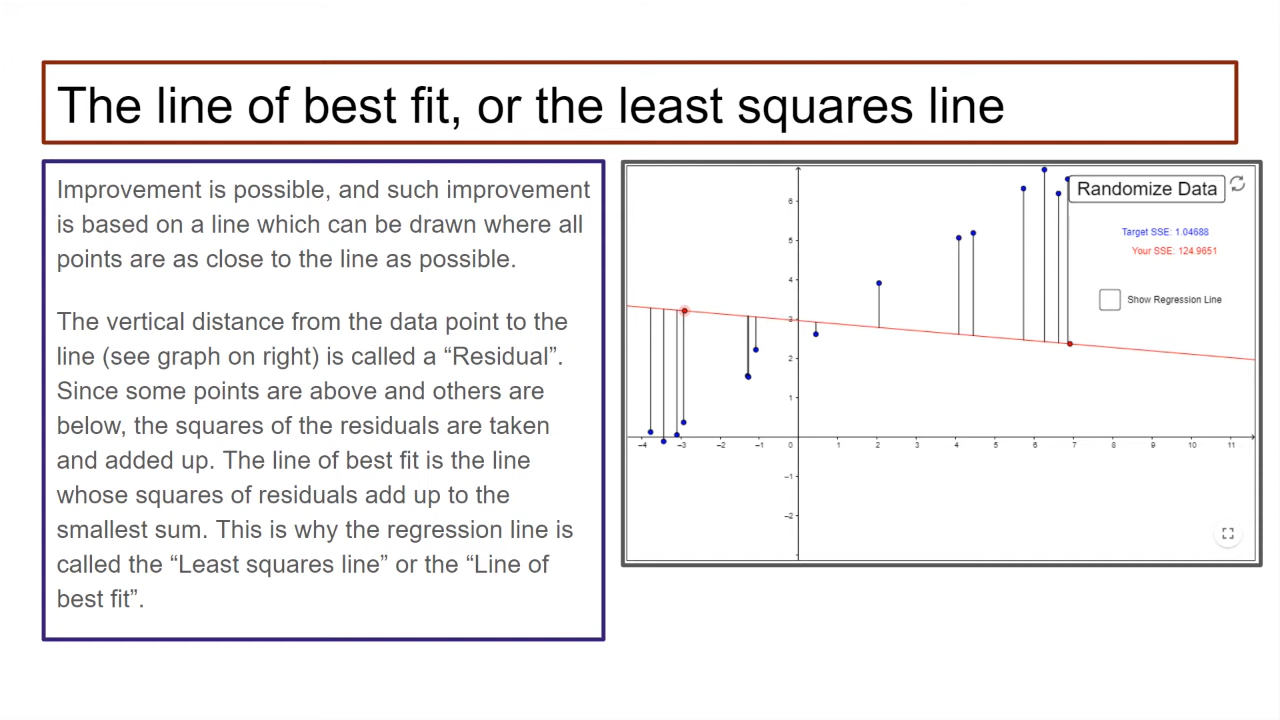 The line of best fit, or the least squares line
Improvement is possible, and such improvement
is based on a line which can be drawn where all
points are as close to the line as possible.
The vertical distance from the data point to the
line (see graph on right) is called a “Residual”.
Since some points are above and others are
below, the squares of the residuals are taken
and added up. The line of best fit is the line
whose squares of residuals add up to the
smallest sum. This is why the regression line is
called the “Least squares line” or the “Line of
best fit”.
Randomize Data
Target SSE: 1.04688
Your SSE: 124.9651
Show Regression Line
6
5
4
3
2
1
–4 –3 –2 –1 0 1 2 3 4 5 6 7 8 9 10 11
–1
–2